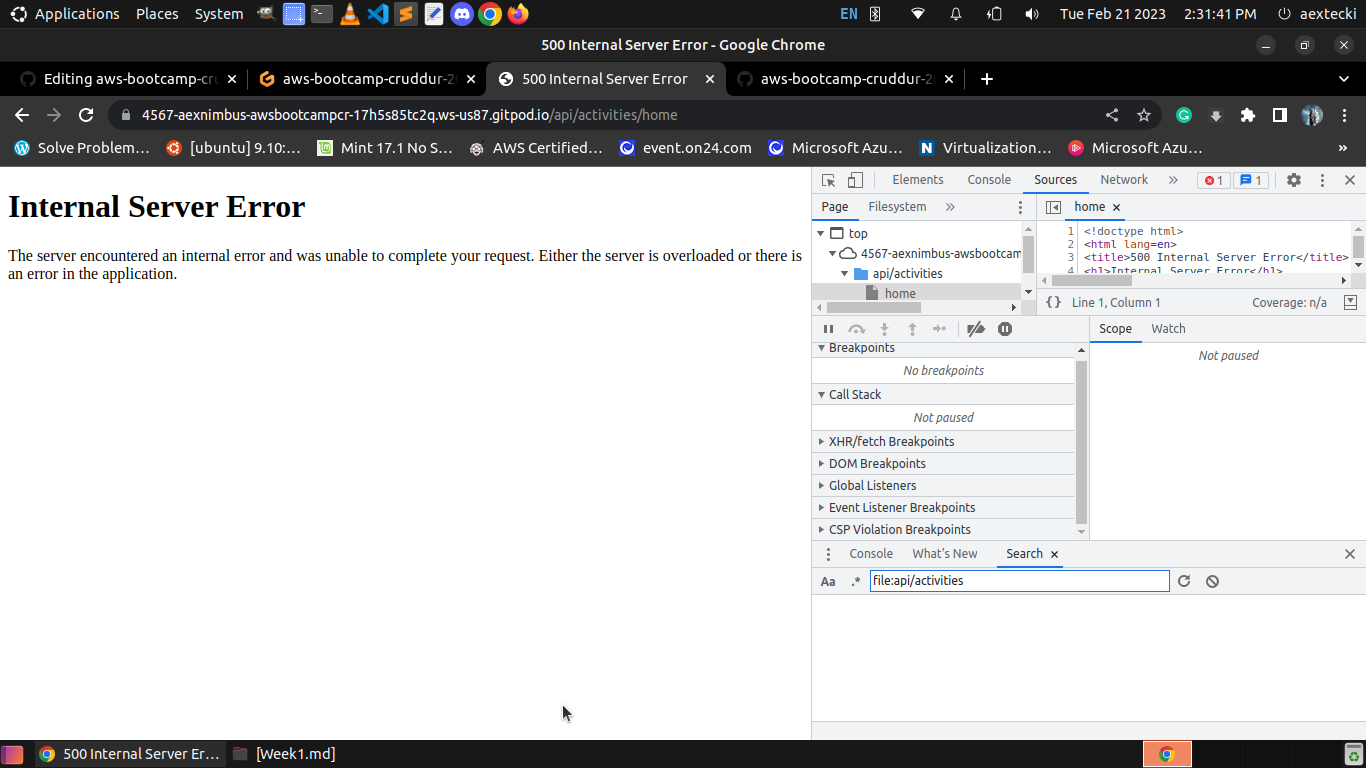 Applications Places System EN Tue Feb 21 2023 2:31:41 PM aextecki
500 Internal Server Error - Google Chrome
Editing aws-bootcamp-cr aws-bootcamp-cruddur-20 500 Internal Server Error aws-bootcamp-cruddur-20
4567-aexnimbus-awsbootcampcr-17h5s85tc2q.ws-us87.gitpod.io/api/activities/home
Solve Problem… [ubuntu] 9.10:… Mint 17.1 No S… AWS Certified… event.on24.com Microsoft Azu… Virtualization… Microsoft Azu… »
Internal Server Error
The server encountered an internal error and was unable to complete your request. Either the server is overloaded or there is
an error in the application.
Elements Console Sources Network » 1 1
Page Filesystem »
home
top
4567-aexnimbus-awsbootcam
api/activities
home
1 <!doctype html>
2 <html lang=en>
3 <title>500 Internal Server Error</title>
4 <h1>Internal Server Error</h1>
{ } Line 1, Column 1 Coverage: n/a
Scope Watch
Not paused
Breakpoints
No breakpoints
Call Stack
Not paused
XHR/fetch Breakpoints
DOM Breakpoints
Global Listeners
Event Listener Breakpoints
CSP Violation Breakpoints
Console What's New Search
Aa .* file:api/activities
500 Internal Server Er… [Week1.md]